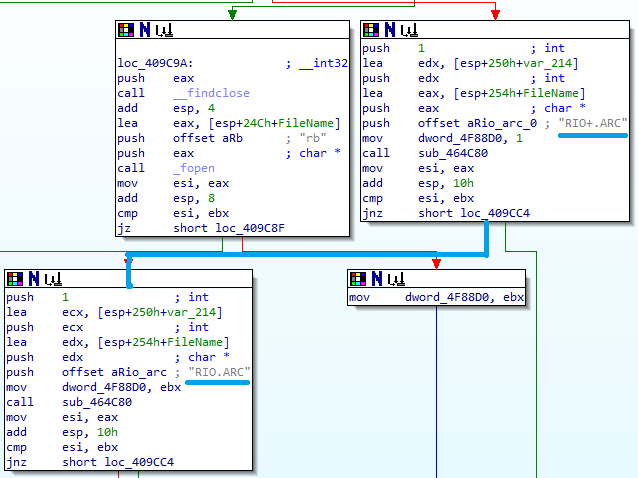 loc_409C9A: ; __int32
push eax
call __findclose
add esp, 4
lea eax, [esp+24Ch+FileName]
push offset aRb ; "rb"
push eax ; char *
call _fopen
mov esi, eax
add esp, 8
cmp esi, ebx
jz short loc_409C8F
push 1 ; int
lea edx, [esp+250h+var_214]
push edx ; int
lea eax, [esp+254h+FileName]
push eax ; char *
push offset aRio_arc_0 ; "RIO+.ARC"
mov dword_4F88D0, 1
call sub_464C80
mov esi, eax
add esp, 10h
cmp esi, ebx
jnz short loc_409CC4
push 1 ; int
lea ecx, [esp+250h+var_214]
push ecx ; int
lea edx, [esp+254h+FileName]
push edx ; char *
push offset aRio_arc ; "RIO.ARC"
mov dword_4F88D0, ebx
call sub_464C80
mov esi, eax
add esp, 10h
cmp esi, ebx
jnz short loc_409CC4
mov dword_4F88D0, ebx